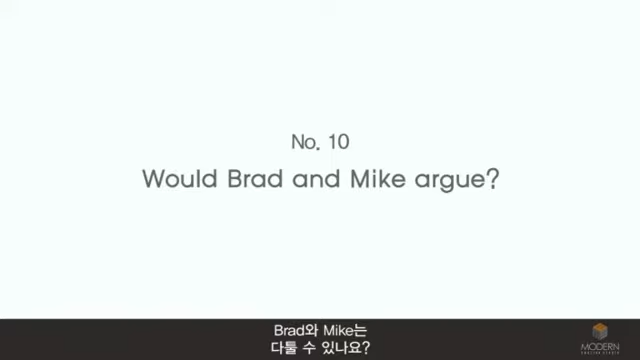 No. 10
Would Brad and Mike argue?
Brad와 Mike는
다툴 수 있나요?
MODERN